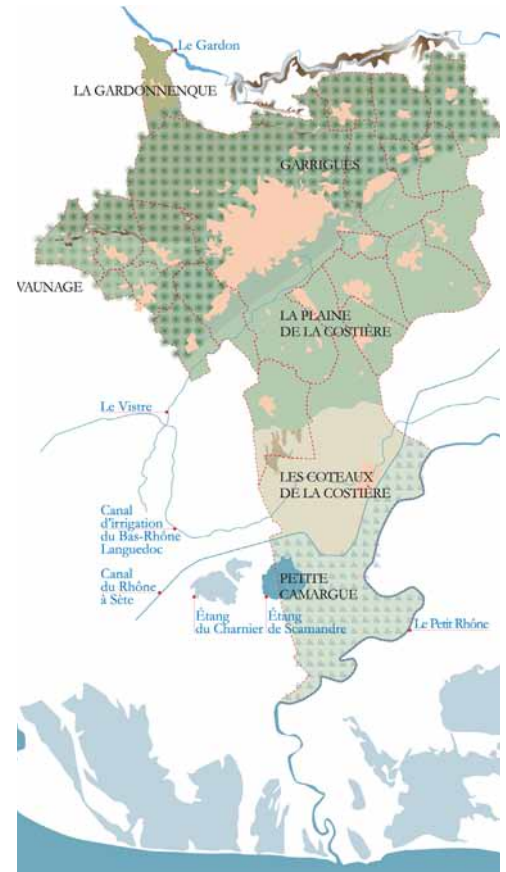 Le Gardon
LA GARDONNENQUE
GARRIGUES
VAUNAGE
LA PLAINE
DE LA COSTIÈRE
Le Vistre
LES COTEAUX
DE LA COSTIÈRE
Canal
d'irrigation
du Bas-Rhône
Languedoc
Canal
du Rhône
à Sète
PETITE
CAMARGUE
Étang
du Charnier
Étang
de Scamandre
Le Petit Rhône